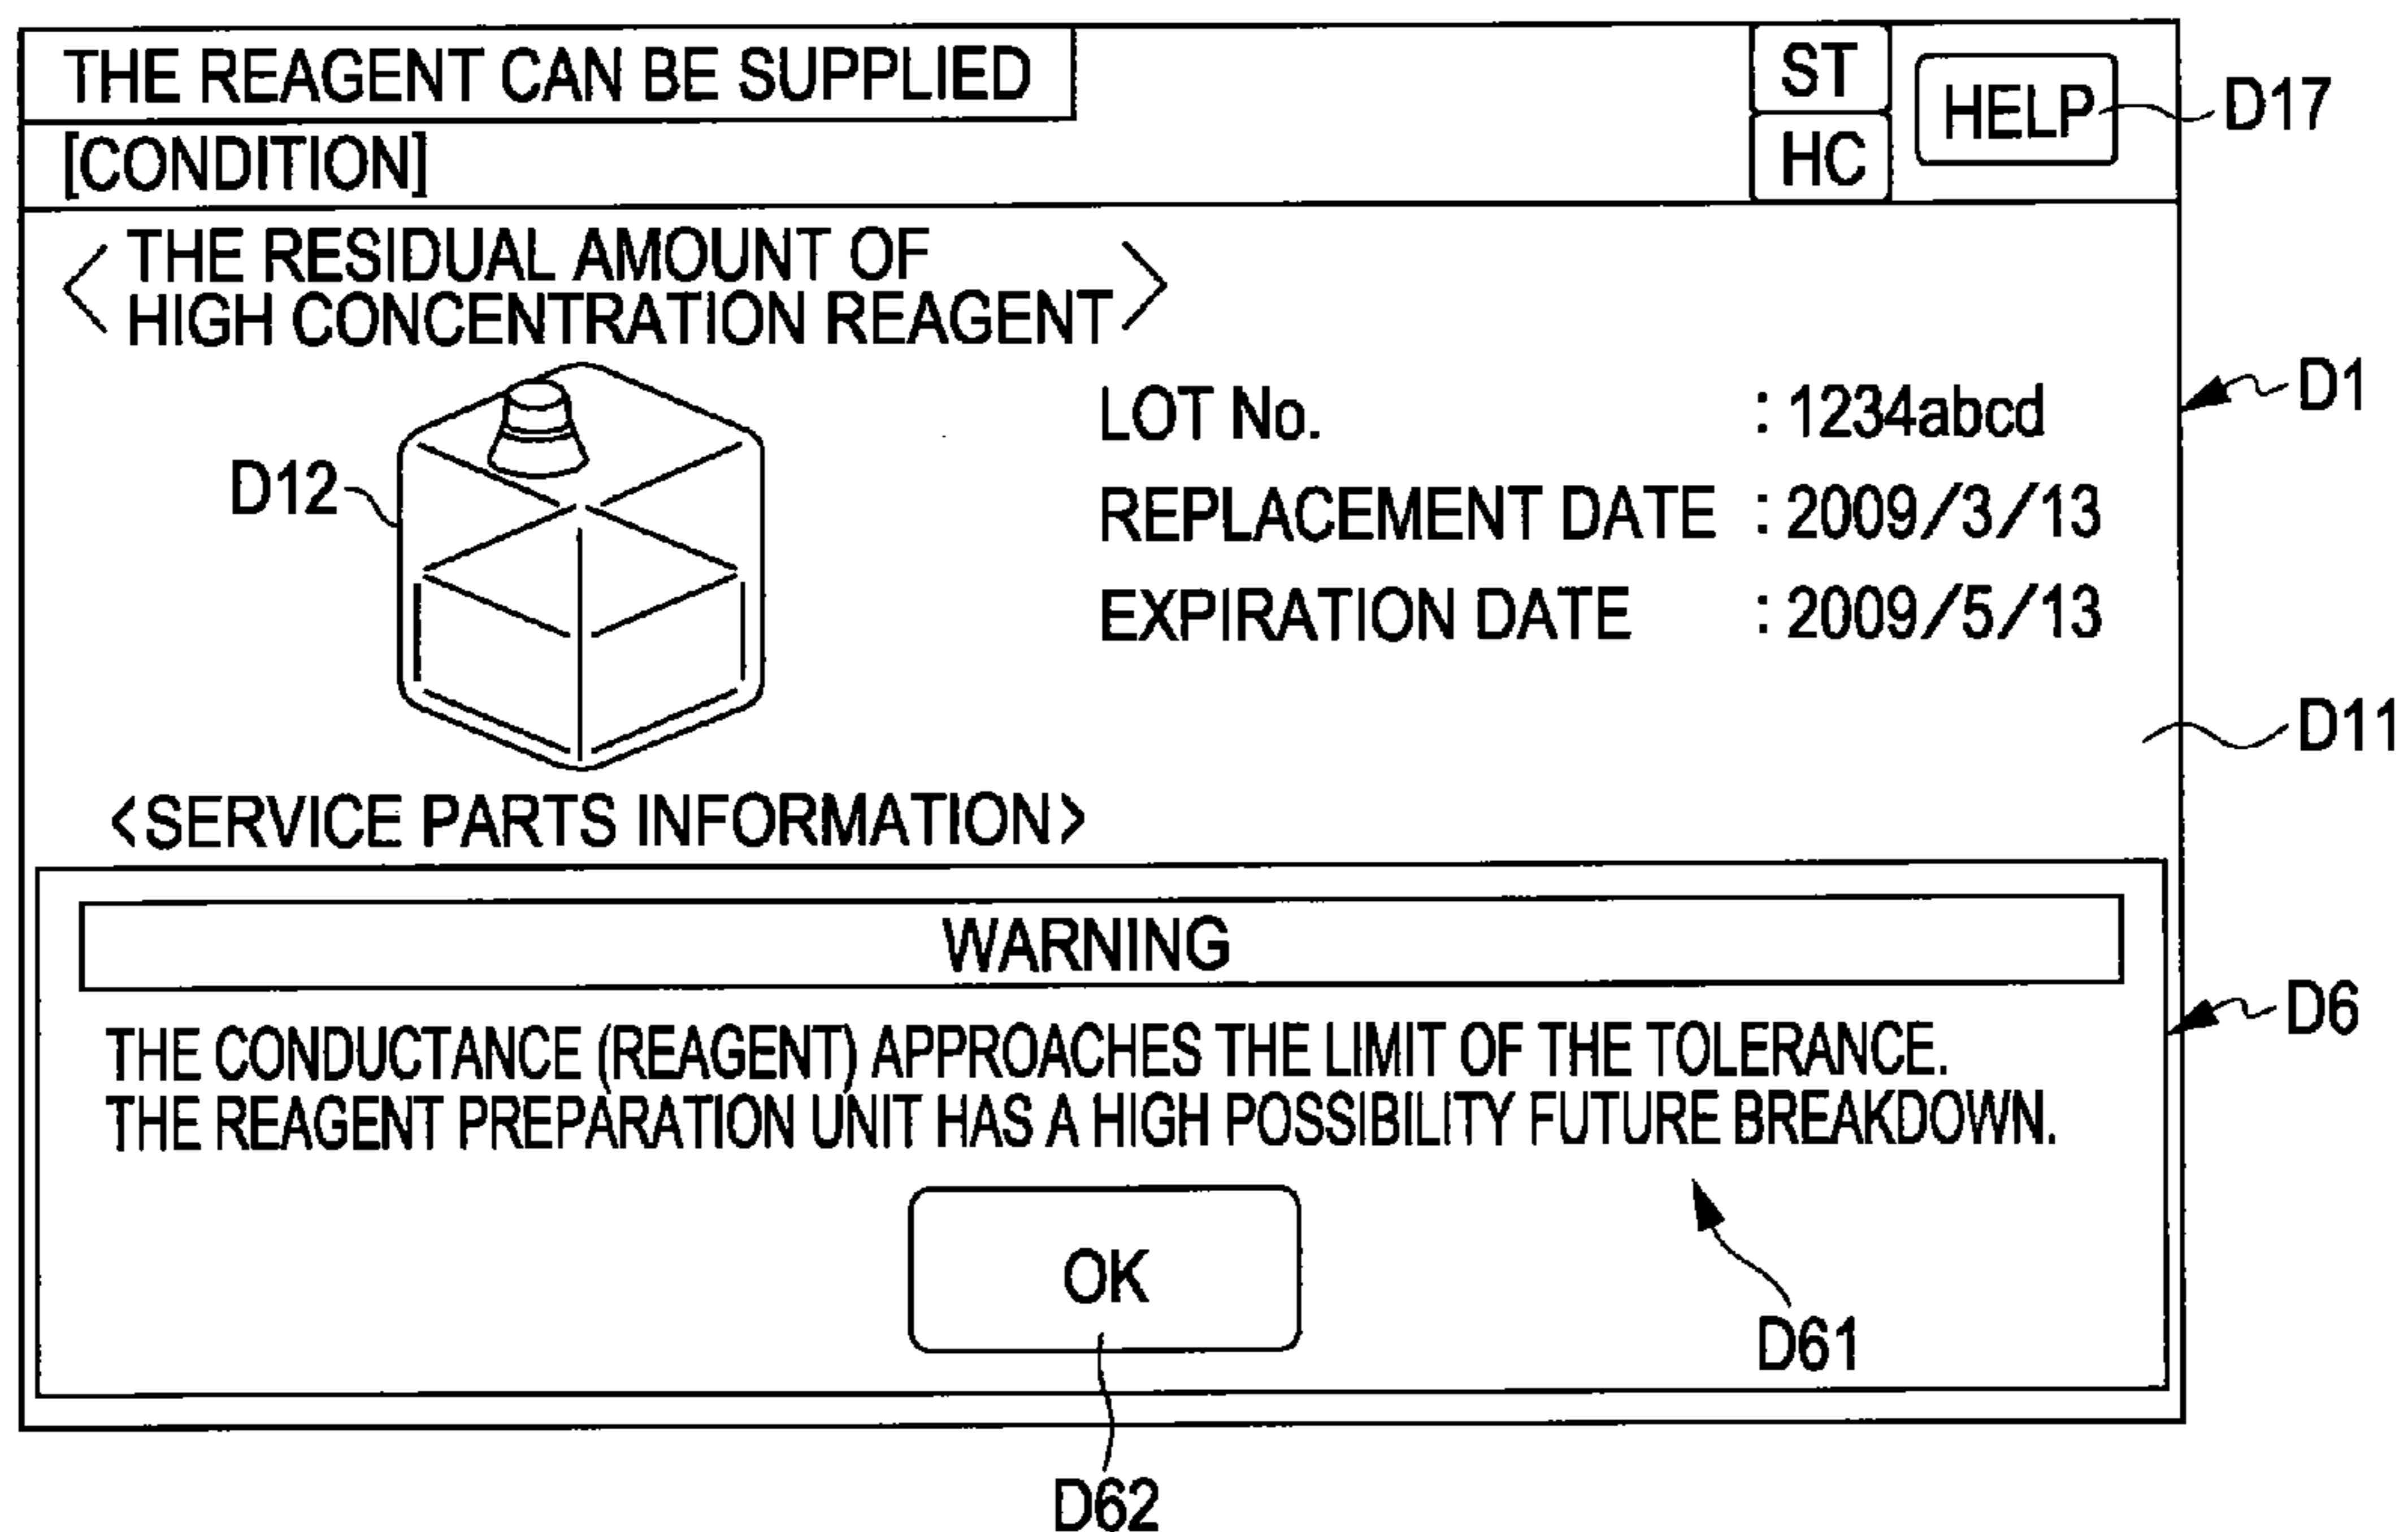 THE REAGENT CAN BE SUPPLIED
ST
HELP
D17
[CONDITION]
HC
<THE RESIDUAL AMOUNT OF
HIGH CONCENTRATION REAGENT>
D1
LOT No. : 1234abcd
D12
REPLACEMENT DATE : 2009/3/13
EXPIRATION DATE : 2009/5/13
D11
<SERVICE PARTS INFORMATION>
WARNING
D6
THE CONDUCTANCE (REAGENT) APPROACHES THE LIMIT OF THE TOLERANCE.
THE REAGENT PREPARATION UNIT HAS A HIGH POSSIBILITY FUTURE BREAKDOWN.
OK
D61
D62